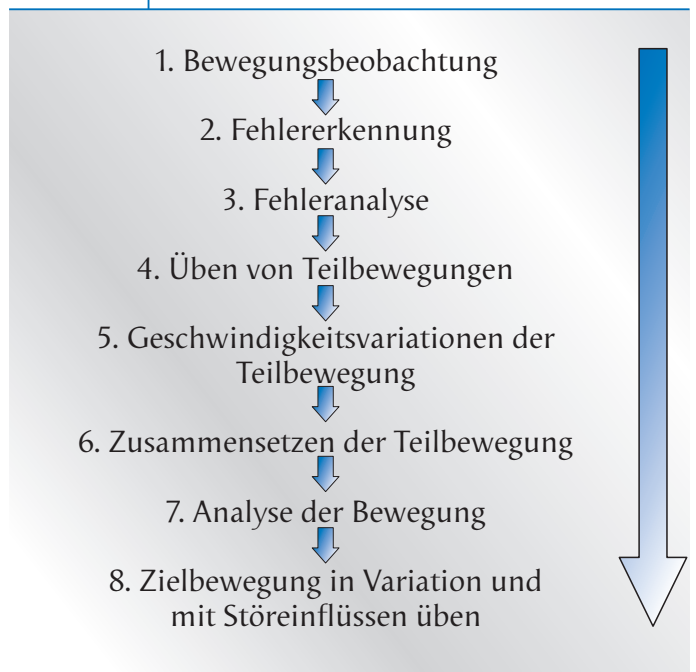 1. Bewegungsbeobachtung
2. Fehlererkennung
3. Fehleranalyse
4. Üben von Teilbewegungen
5. Geschwindigkeitsvariationen der
Teilbewegung
6. Zusammensetzen der Teilbewegung
7. Analyse der Bewegung
8. Zielbewegung in Variation und
mit Störeinflüssen üben